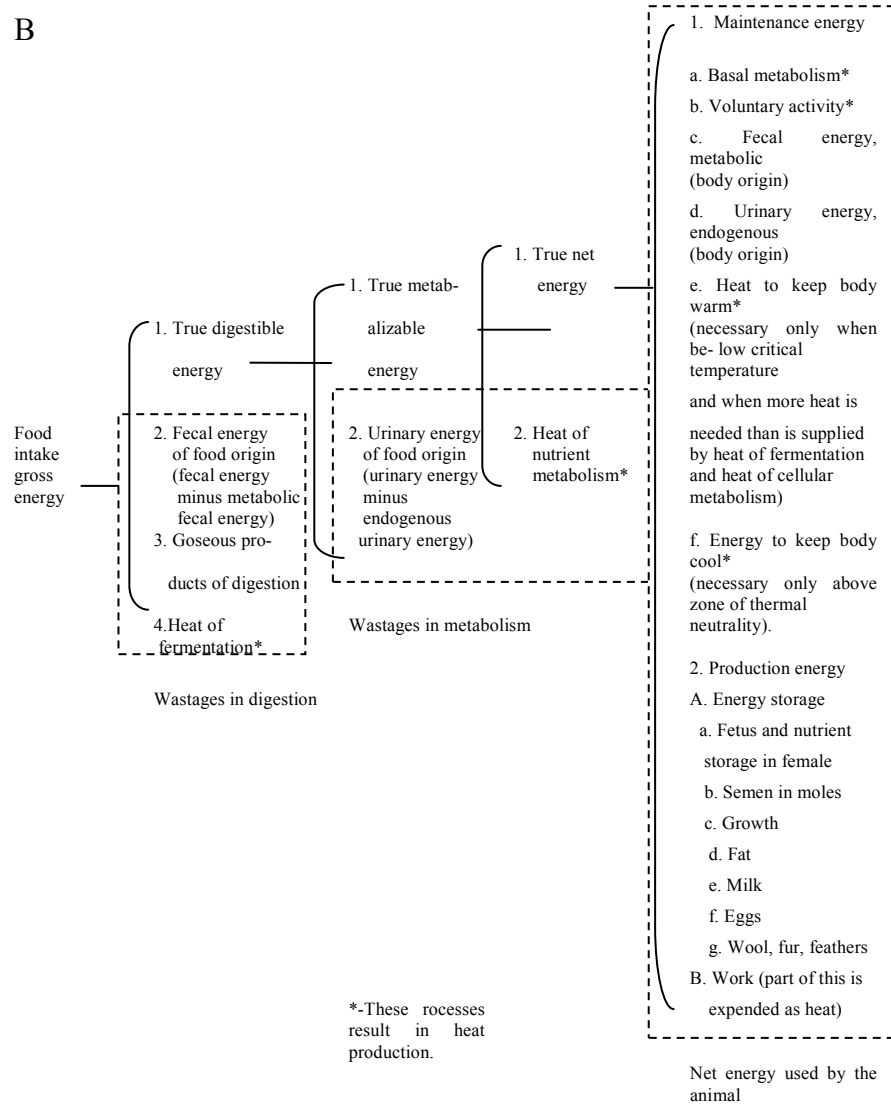 B
Food
intake
gross
energy
1. True digestible
energy
2. Fecal energy
of food origin
(fecal energy
minus metabolic
fecal energy)
3. Goseous pro-
ducts of digestion
4.Heat of
fermentation*
Wastages in digestion
1. True metab-
alizable
energy
2. Urinary energy
of food origin
(urinary energy
minus
endogenous
urinary energy)
Wastages in metabolism
1. True net
energy
2. Heat of
nutrient
metabolism*
1. Maintenance energy
a. Basal metabolism*
b. Voluntary activity*
c. Fecal energy,
metabolic
(body origin)
d. Urinary energy,
endogenous
(body origin)
e. Heat to keep body
warm*
(necessary only when
be- low critical
temperature
and when more heat is
needed than is supplied
by heat of fermentation
and heat of cellular
metabolism)
f. Energy to keep body
cool*
(necessary only above
zone of thermal
neutrality).
2. Production energy
A. Energy storage
a. Fetus and nutrient
storage in female
b. Semen in moles
c. Growth
d. Fat
e. Milk
f. Eggs
g. Wool, fur, feathers
B. Work (part of this is
expended as heat)
Net energy used by the
animal
*-These rocesses
result in heat
production.